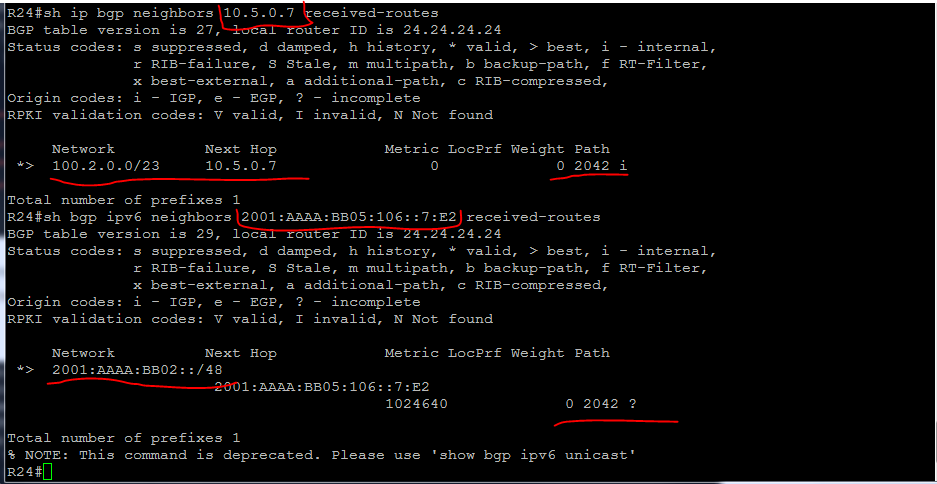 R24#sh ip bgp neighbors 10.5.0.7 received-routes
BGP table version is 27, local router ID is 24.24.24.24
Status codes: s suppressed, d damped, h history, * valid, > best, i - internal,
r RIB-failure, S Stale, m multipath, b backup-path, f RT-Filter,
x best-external, a additional-path, c RIB-compressed,
Origin codes: i - IGP, e - EGP, ? - incomplete
RPKI validation codes: V valid, I invalid, N Not found
Network Next Hop Metric LocPrf Weight Path
*> 100.2.0.0/23 10.5.0.7 0 0 2042 i
Total number of prefixes 1
R24#sh bgp ipv6 neighbors 2001:AAAA:BB05:106::7:E2 received-routes
BGP table version is 29, local router ID is 24.24.24.24
Status codes: s suppressed, d damped, h history, * valid, > best, i - internal,
r RIB-failure, S Stale, m multipath, b backup-path, f RT-Filter,
x best-external, a additional-path, c RIB-compressed,
Origin codes: i - IGP, e - EGP, ? - incomplete
RPKI validation codes: V valid, I invalid, N Not found
Network Next Hop Metric LocPrf Weight Path
*> 2001:AAAA:BB02::/48
2001:AAAA:BB05:106::7:E2
1024640 0 2042 ?
Total number of prefixes 1
% NOTE: This command is deprecated. Please use 'show bgp ipv6 unicast'
R24#